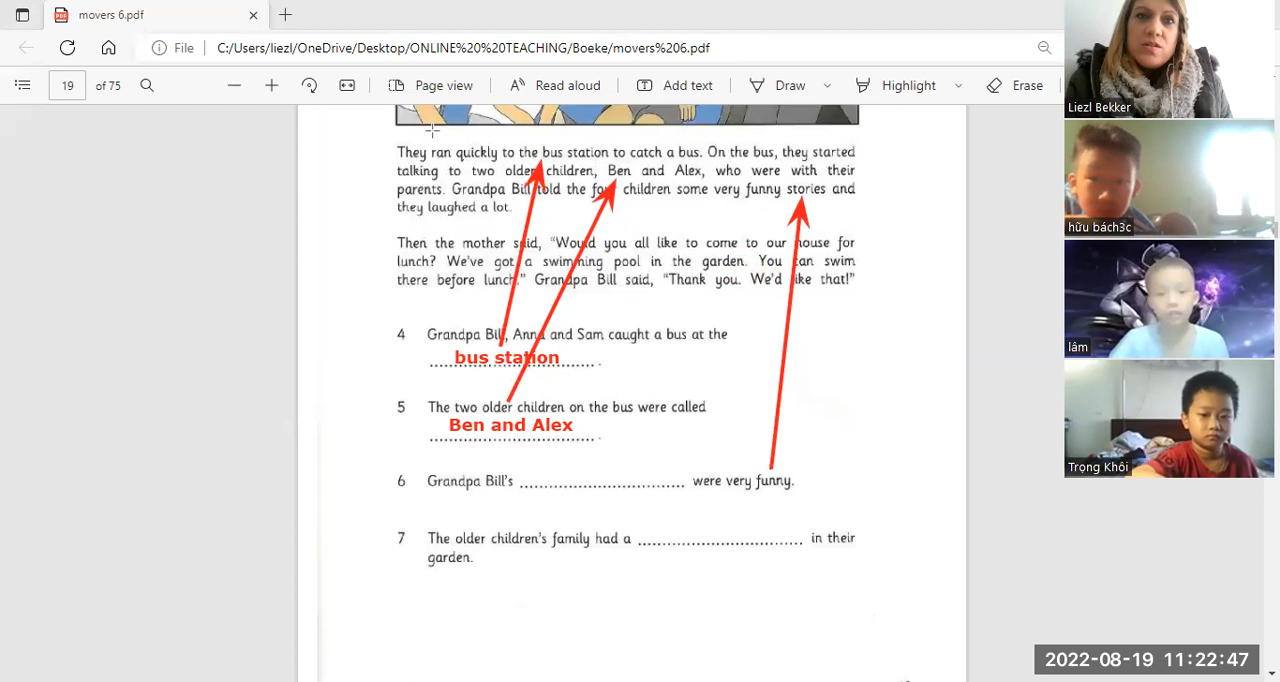 movers 6.pdf
File
C:/Users/liezl/OneDrive/Desktop/ONLINE%20%20TEACHING/Boeke/movers%206.pdf
19 of 75
Page view
Read aloud
Add text
Draw
Highlight
Erase
They ran quickly to the bus station to catch a bus. On the bus, they started
talking to two older children, Ben and Alex, who were with their
parents. Grandpa Bill told the four children some very funny stories and
they laughed a lot.
Then the mother said, "Would you all like to come to our house for
lunch? We've got a swimming pool in the garden. You can swim
there before lunch." Grandpa Bill said, "Thank you. We'd like that!"
4 Grandpa Bill, Anna and Sam caught a bus at the
bus station
.
5 The two older children on the bus were called
Ben and Alex
.
6 Grandpa Bill's .............................. were very funny.
7 The older children's family had a .............................. in their
garden.
Liezl Bekker
hữu bách3c
lâm
Trọng Khôi
2022-08-19 11:22:47